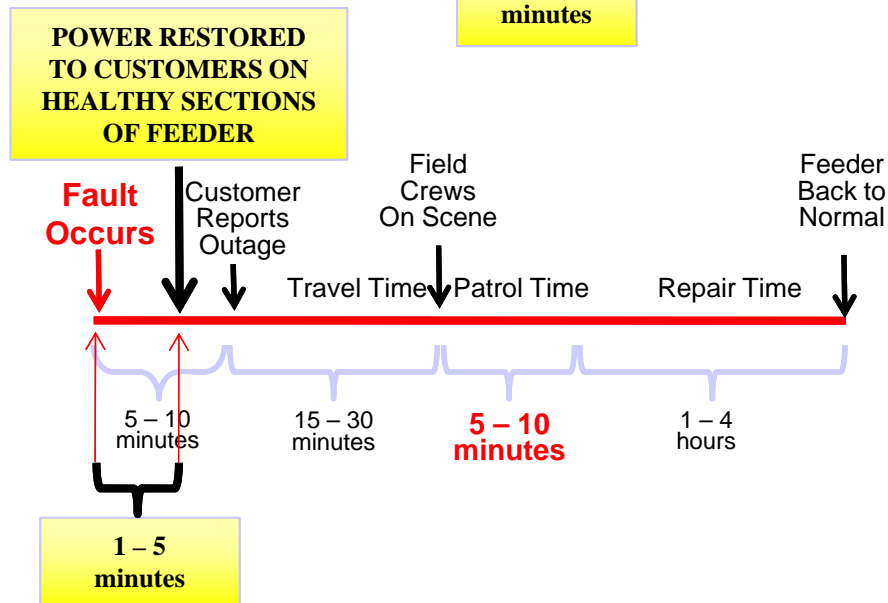 minutes
POWER RESTORED
TO CUSTOMERS ON
HEALTHY SECTIONS
OF FEEDER
Fault
Occurs
Customer
Reports
Outage
Field
Crews
On Scene
Feeder
Back to
Normal
Travel Time
Patrol Time
Repair Time
5 – 10
minutes
15 – 30
minutes
5 – 10
minutes
1 – 4
hours
1 – 5
minutes